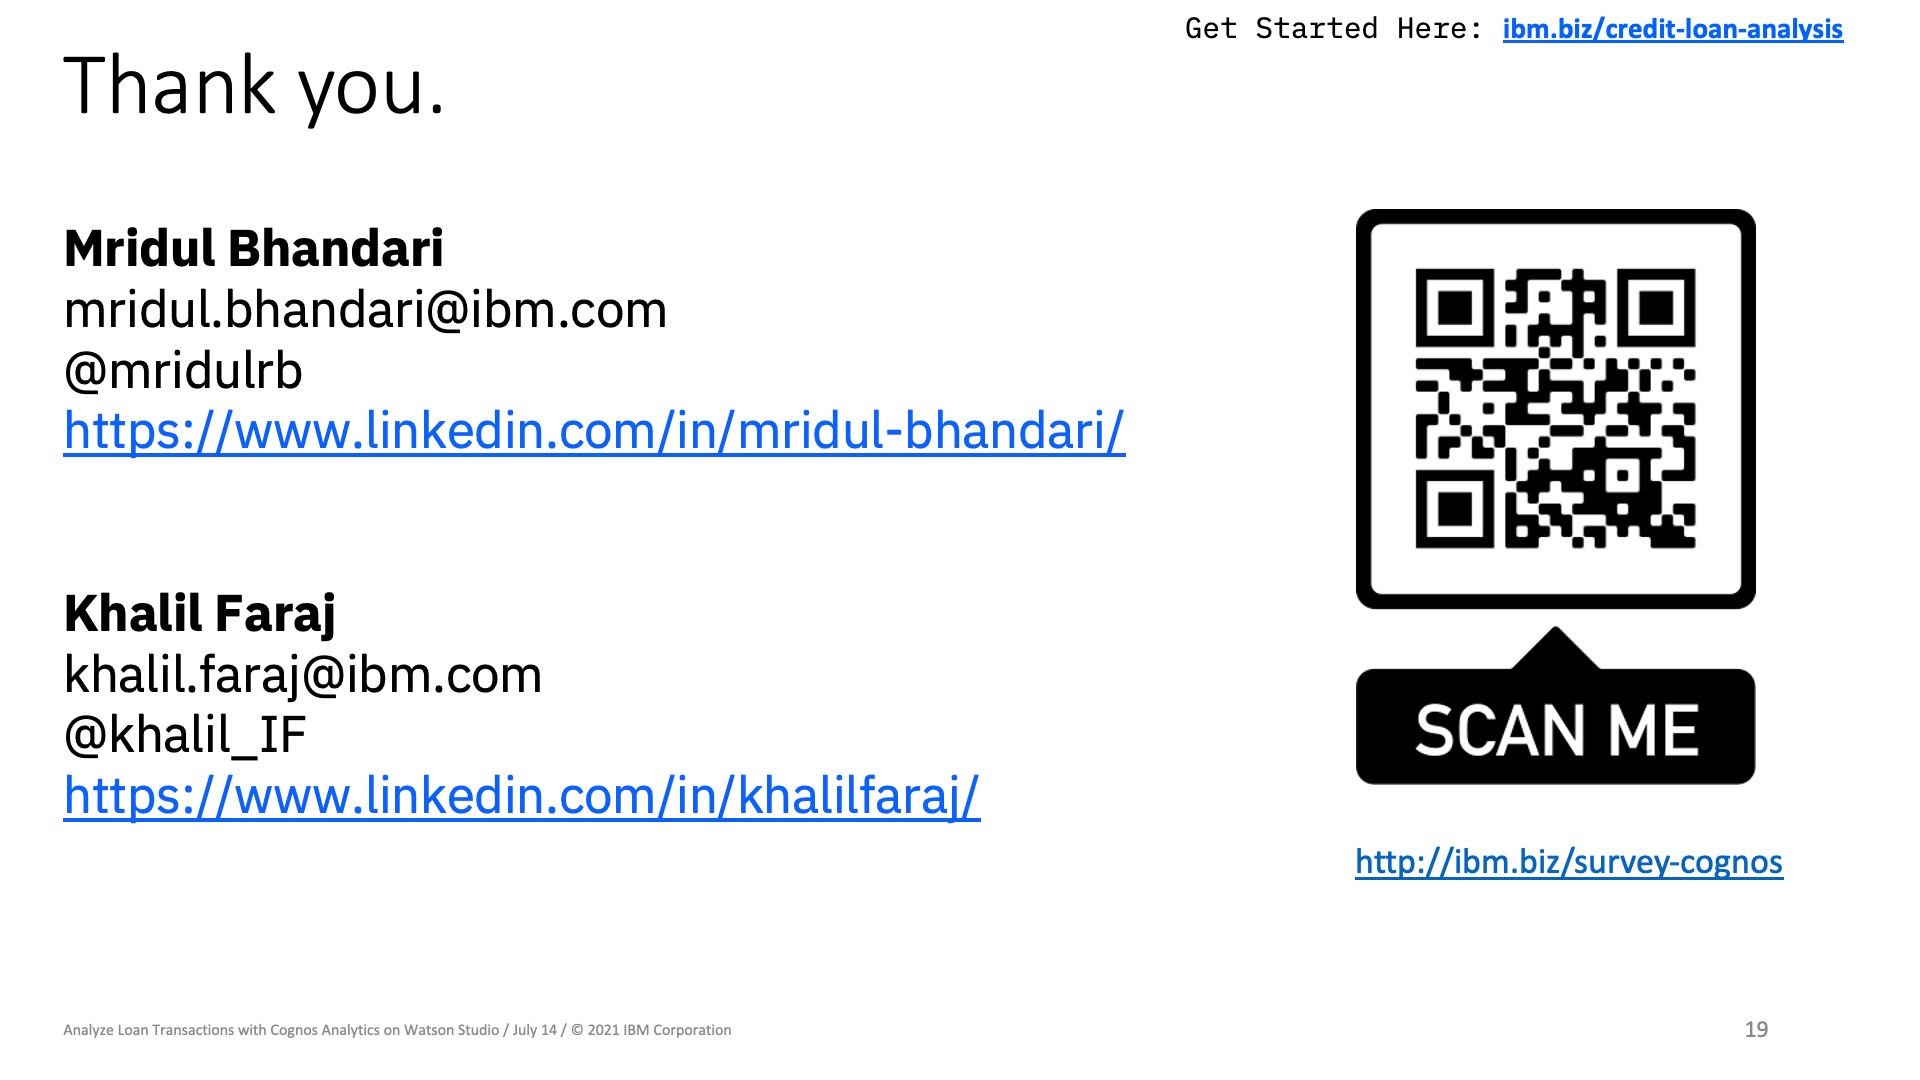 Get Started Here: ibm.biz/credit-loan-analysis
Thank you.
Mridul Bhandari
mridul.bhandari@ibm.com
@mridulrb
https://www.linkedin.com/in/mridul-bhandari/
Khalil Faraj
khalil.faraj@ibm.com
@khalil_IF
https://www.linkedin.com/in/khalilfaraj/
SCAN ME
http://ibm.biz/survey-cognos
Analyze Loan Transactions with Cognos Analytics on Watson Studio / July 14 / © 2021 IBM Corporation
19